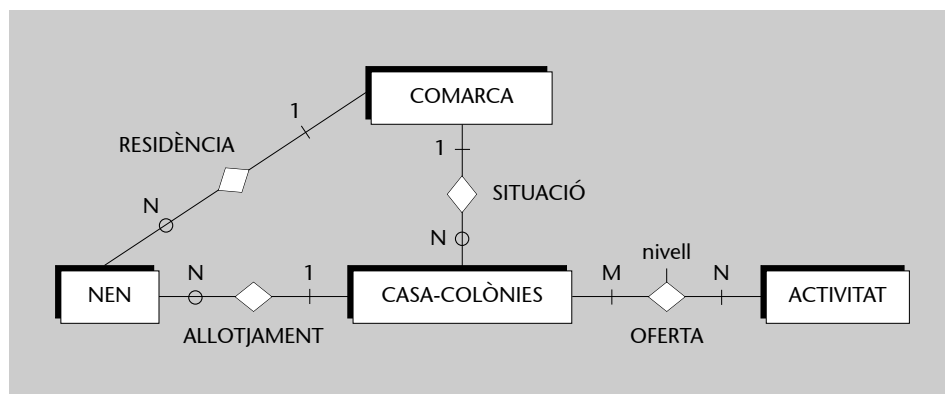 COMARCA
1
RESIDÈNCIA
1
SITUACIÓ
N
N
nivell
NEN
N
1
CASA-COLÒNIES
M
N
ACTIVITAT
ALLOTJAMENT
OFERTA